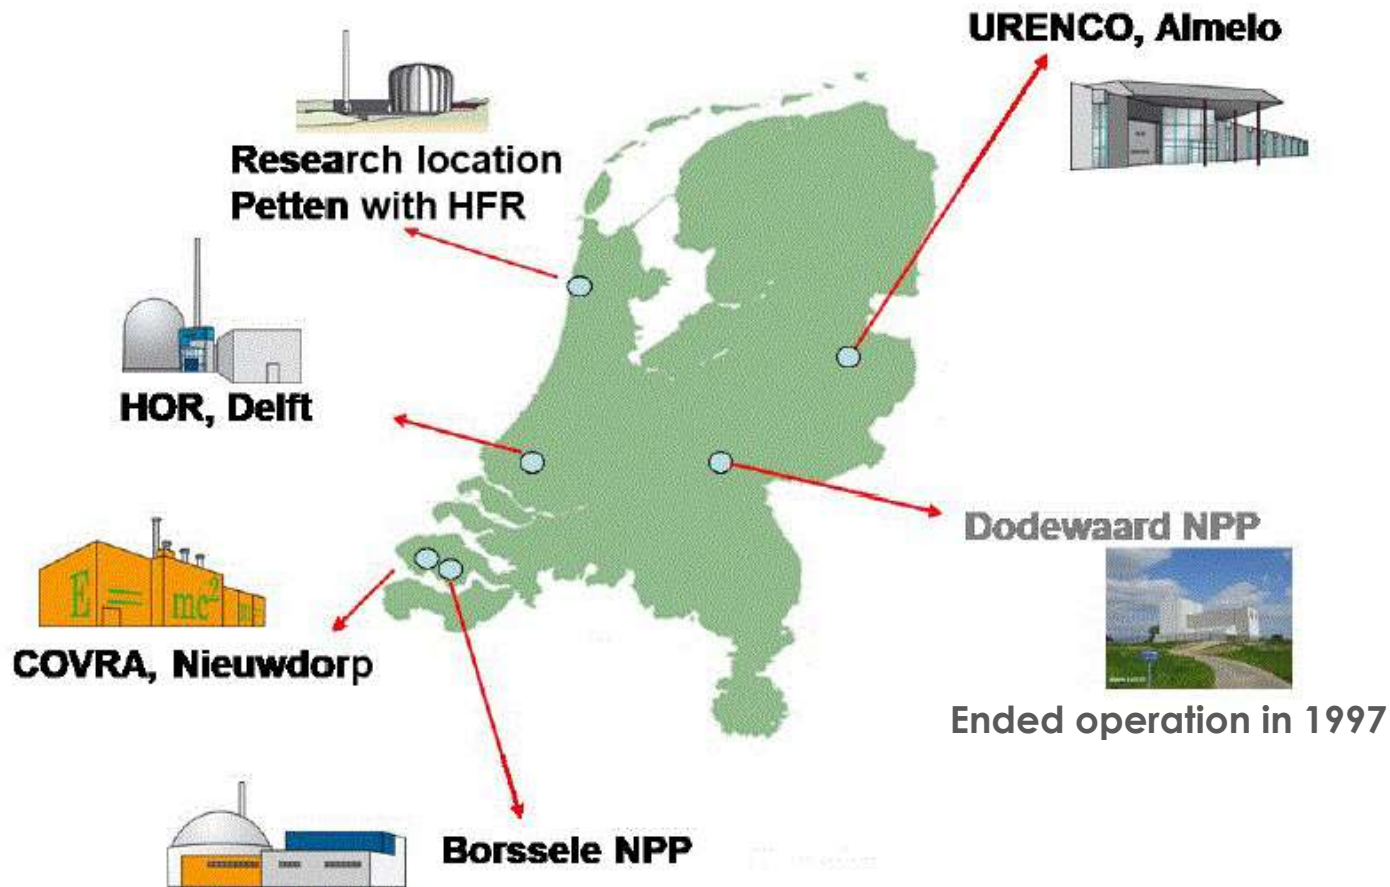 URENCO, Almelo
Research location
Petten with HFR
HOR, Delft
Dodewaard NPP
E = mc²
COVRA, Nieuwdorp
Ended operation in 1997
Borssele NPP